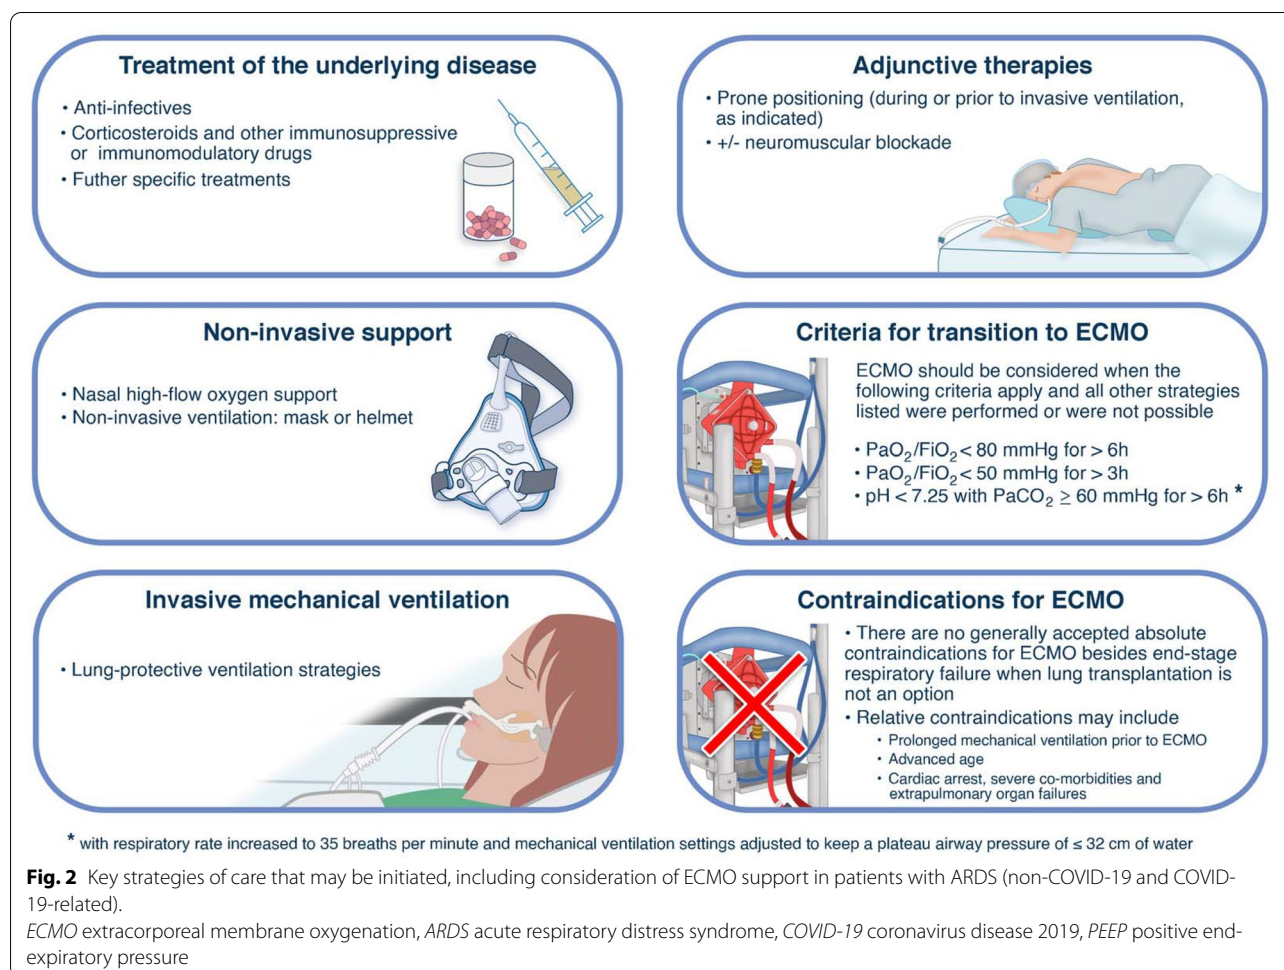 Treatment of the underlying disease
• Anti-infectives
• Corticosteroids and other immunosuppressive
or immunomodulatory drugs
• Futher specific treatments
Adjunctive therapies
• Prone positioning (during or prior to invasive ventilation,
as indicated)
• +/- neuromuscular blockade
Non-invasive support
• Nasal high-flow oxygen support
• Non-invasive ventilation: mask or helmet
Criteria for transition to ECMO
ECMO should be considered when the
following criteria apply and all other strategies
listed were performed or were not possible
• PaO2/FiO2 < 80 mmHg for > 6h
• PaO2/FiO2 < 50 mmHg for > 3h
• pH < 7.25 with PaCO2 ≥ 60 mmHg for > 6h *
Invasive mechanical ventilation
• Lung-protective ventilation strategies
Contraindications for ECMO
• There are no generally accepted absolute
contraindications for ECMO besides end-stage
respiratory failure when lung transplantation is
not an option
• Relative contraindications may include
• Prolonged mechanical ventilation prior to ECMO
• Advanced age
• Cardiac arrest, severe co-morbidities and
extrapulmonary organ failures
* with respiratory rate increased to 35 breaths per minute and mechanical ventilation settings adjusted to keep a plateau airway pressure of ≤ 32 cm of water
Fig. 2 Key strategies of care that may be initiated, including consideration of ECMO support in patients with ARDS (non-COVID-19 and COVID-
19-related).
ECMO extracorporeal membrane oxygenation, ARDS acute respiratory distress syndrome, COVID-19 coronavirus disease 2019, PEEP positive end-
expiratory pressure